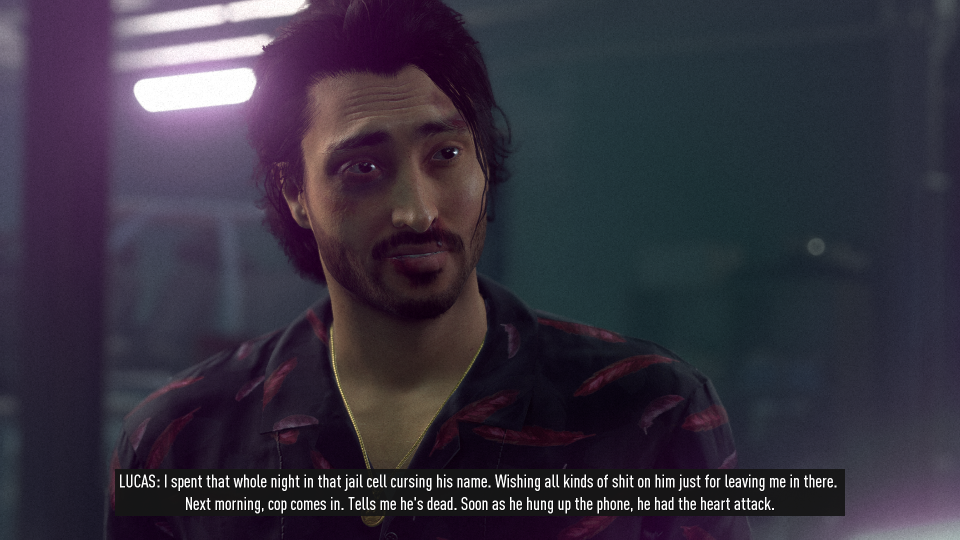 LUCAS: I spent that whole night in that jail cell cursing his name. Wishing all kinds of shit on him just for leaving me in there.
Next morning, cop comes in. Tells me he's dead. Soon as he hung up the phone, he had the heart attack.